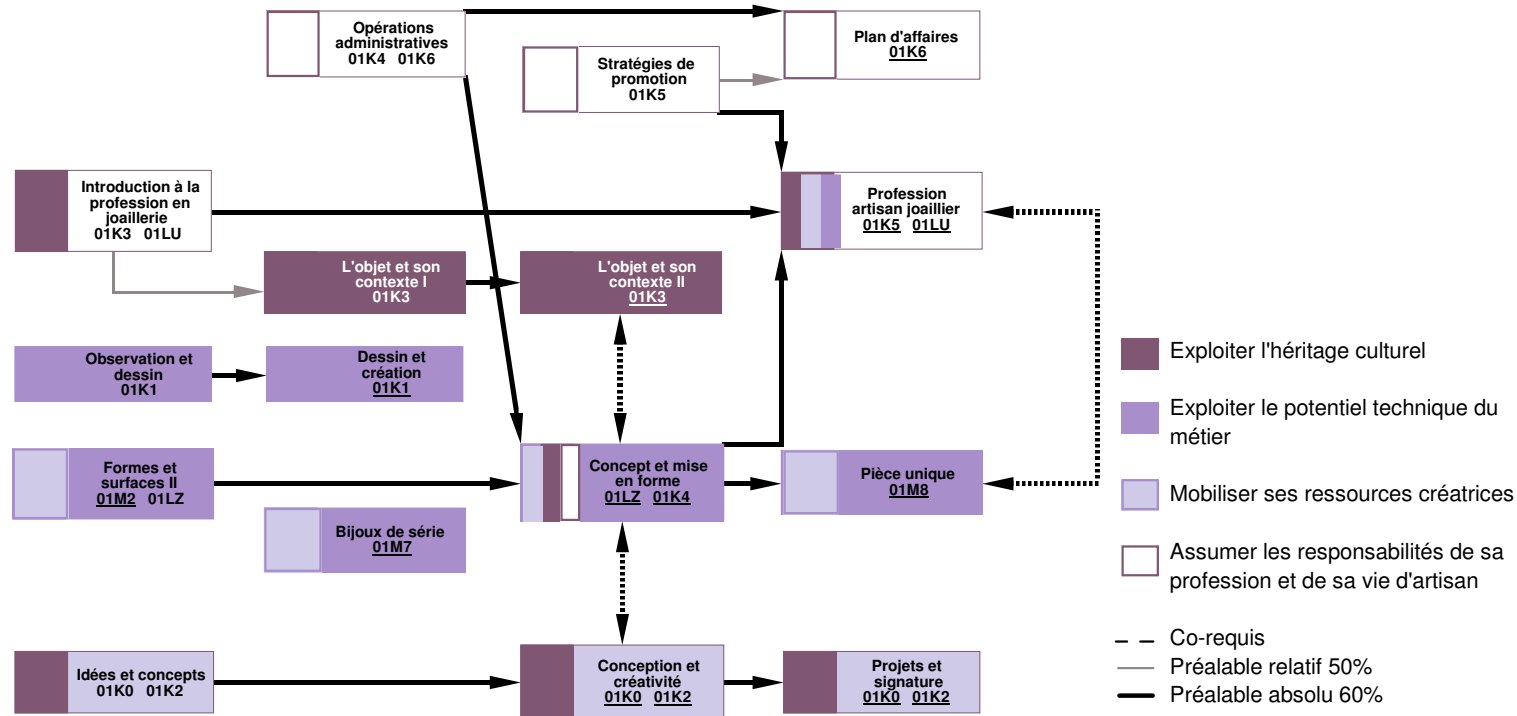 Opérations
administratives
01K4 01K6
Plan d'affaires
01K6
Stratégies de
promotion
01K5
Introduction à la
profession en
joaillerie
01K3 01LU
Profession
artisan joaillier
01K5 01LU
L'objet et son
contexte I
01K3
L'objet et son
contexte II
01K3
Observation et
dessin
01K1
Dessin et
création
01K1
Formes et
surfaces II
01M2 01LZ
Concept et mise
en forme
01LZ 01K4
Pièce unique
01M8
Bijoux de série
01M7
Idées et concepts
01K0 01K2
Conception et
créativité
01K0 01K2
Projets et
signature
01K0 01K2
Exploiter l'héritage culturel
Exploiter le potentiel technique du
métier
Mobiliser ses ressources créatrices
Assumer les responsabilités de sa
profession et de sa vie d'artisan
Co-requis
Préalable relatif 50%
Préalable absolu 60%